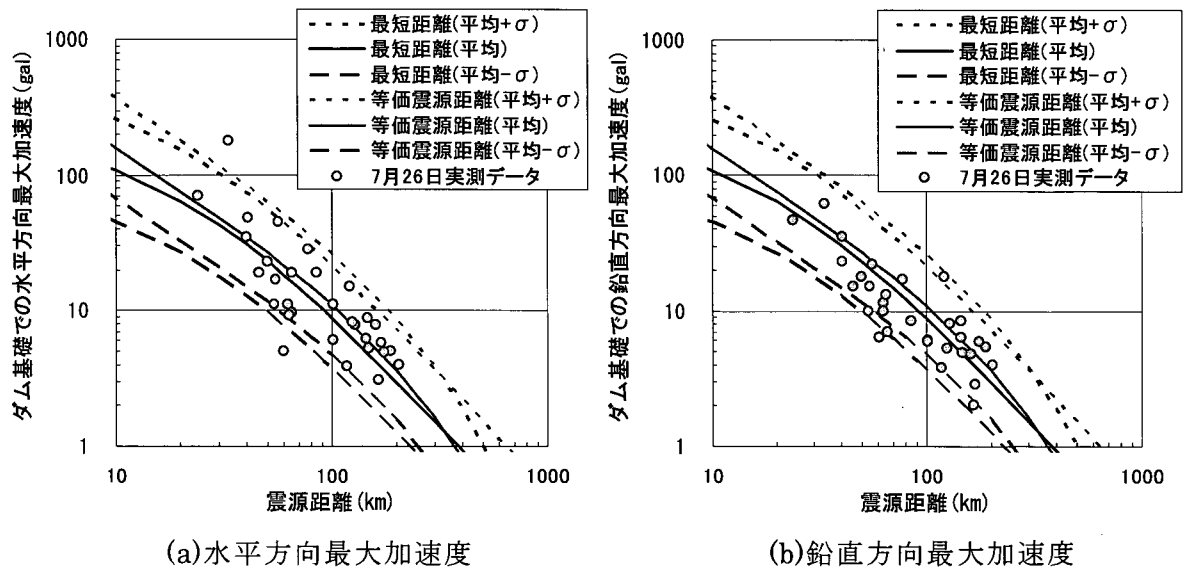 最短距離(平均+σ)
最短距離(平均)
最短距離(平均-σ)
等価震源距離(平均+σ)
等価震源距離(平均)
等価震源距離(平均-σ)
7月26日実測データ
ダム基礎での水平方向最大加速度(gal)
1000
100
10
1
10
100
1000
震源距離(km)
(a)水平方向最大加速度
最短距離(平均+σ)
最短距離(平均)
最短距離(平均-σ)
等価震源距離(平均+σ)
等価震源距離(平均)
等価震源距離(平均-σ)
7月26日実測データ
ダム基礎での鉛直方向最大加速度(gal)
1000
100
10
1
10
100
1000
震源距離(km)
(b)鉛直方向最大加速度